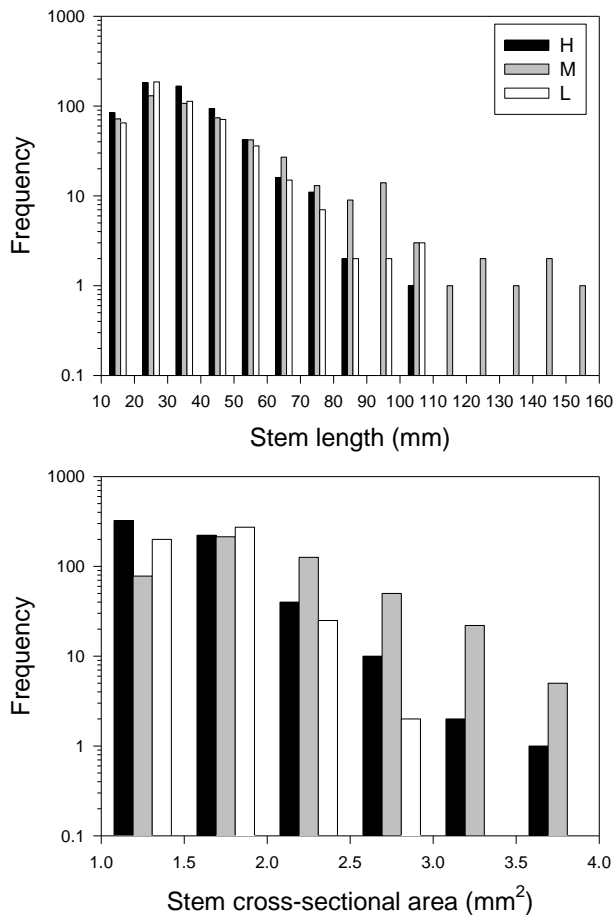 1000
100
10
1
0.1
Frequency
H
M
L
10 20 30 40 50 60 70 80 90 100 110 120 130 140 150 160
Stem length (mm)
1000
100
10
1
0.1
Frequency
1.0 1.5 2.0 2.5 3.0 3.5 4.0
Stem cross-sectional area (mm²)